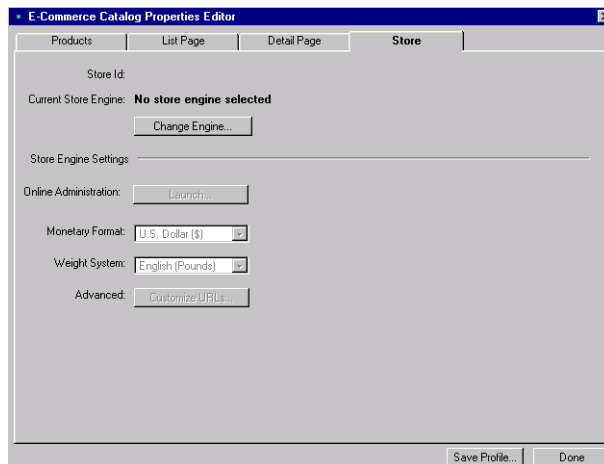 E-Commerce Catalog Properties Editor
Products List Page Detail Page Store
Store Id:
Current Store Engine: No store engine selected
Change Engine...
Store Engine Settings
Online Administration: Launch...
Monetary Format: U.S. Dollar ($)
Weight System: English (Pounds)
Advanced: Customize URLs...
Save Profile... Done